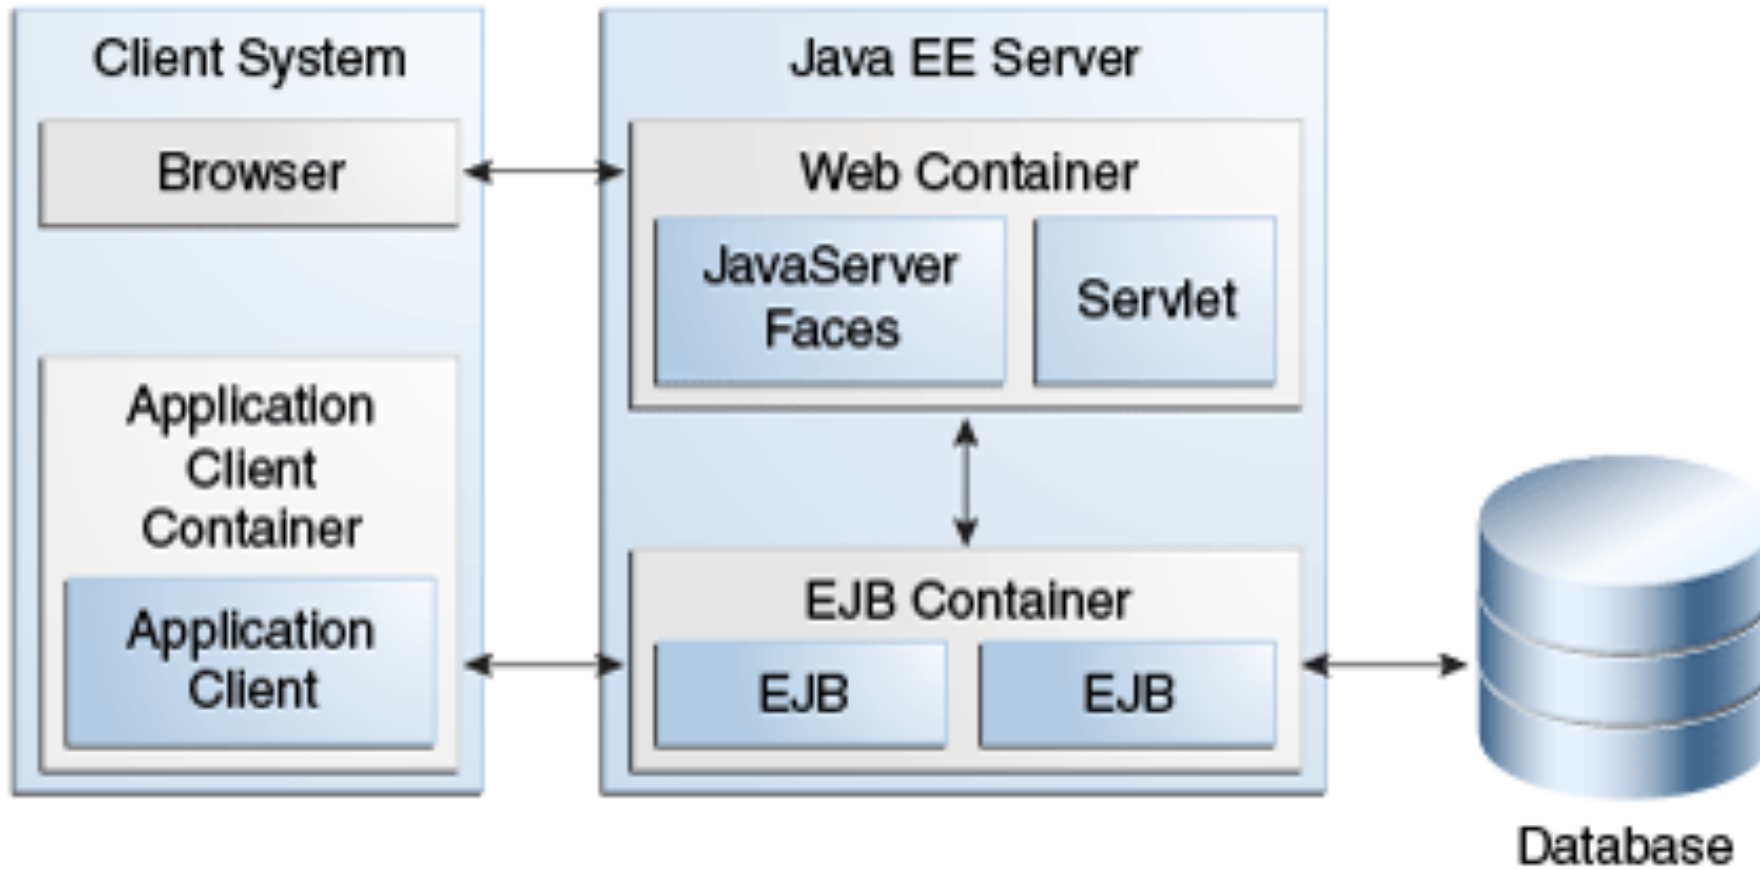 Client System
Browser
Application
Client
Container
Application
Client
Java EE Server
Web Container
JavaServer
Faces
Servlet
EJB Container
EJB
EJB
Database